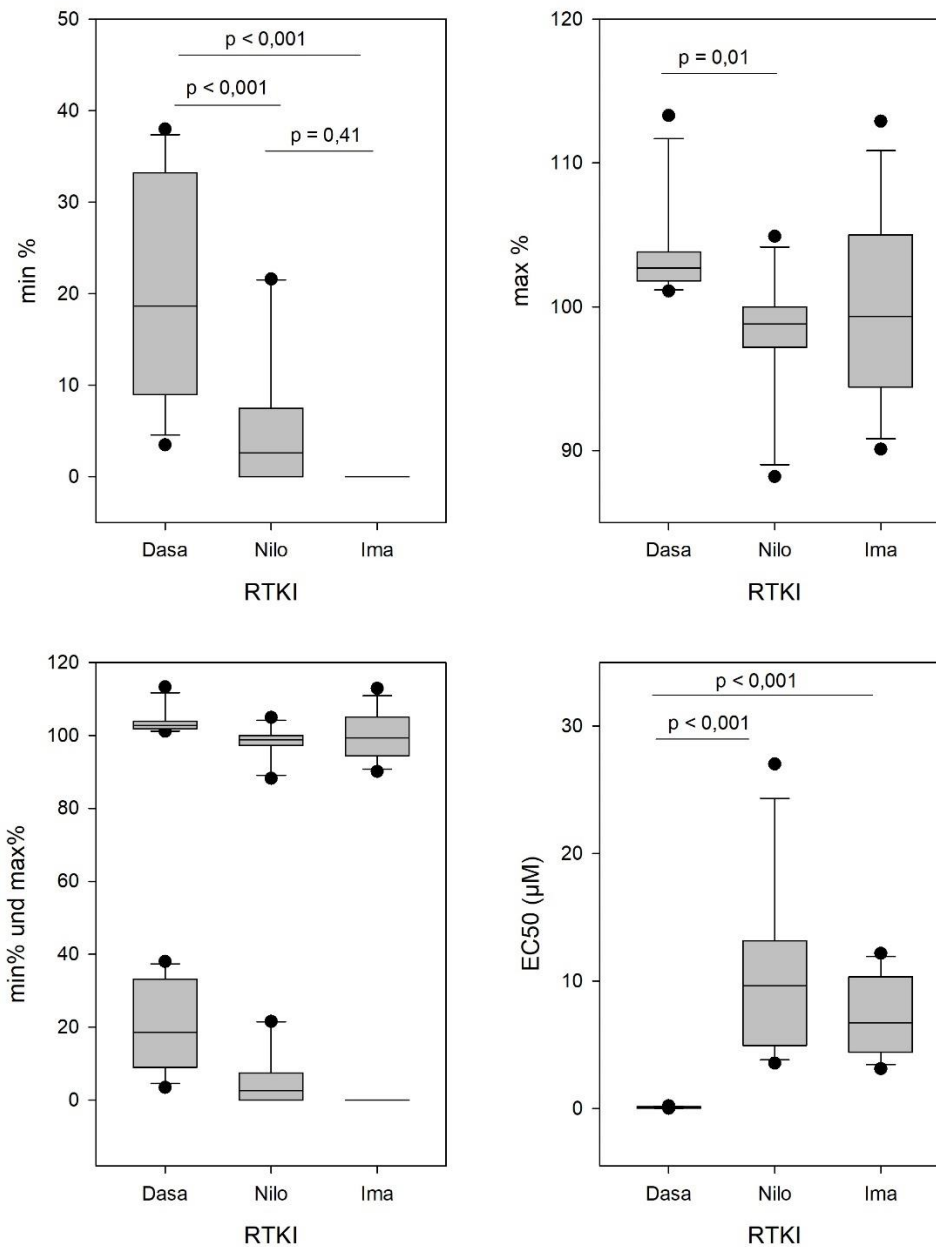 50
40
30
20
10
0
min %
p < 0,001
p < 0,001
p = 0,41
Dasa Nilo Ima
RTKI
120
110
100
90
max %
p = 0,01
Dasa Nilo Ima
RTKI
120
100
80
60
40
20
0
min% und max%
Dasa Nilo Ima
RTKI
30
20
10
0
EC50 (µM)
p < 0,001
p < 0,001
Dasa Nilo Ima
RTKI